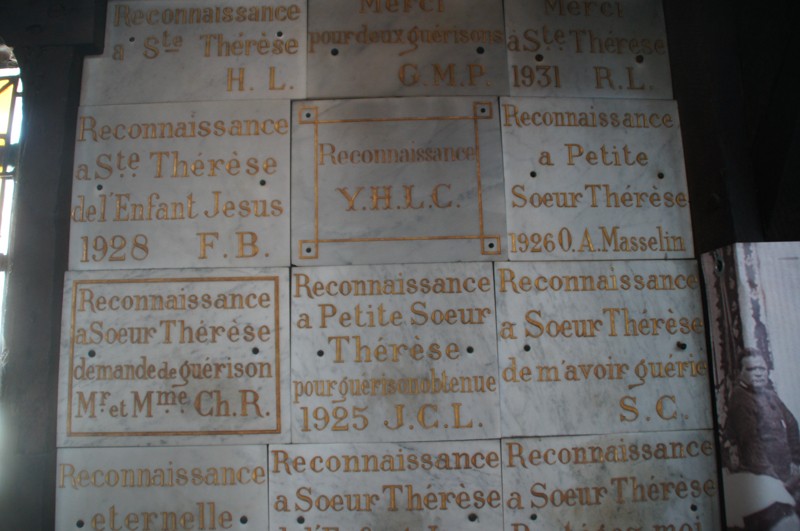 Reconnaissance
à Sta Thérèse
H. L.
Merci
pour deux guérisons
G.M.P.
Merci
à Ste Thérèse
1931 R.L.
Reconnaissance
à Ste Thérèse
de l'Enfant Jesus
1928 F.B.
Reconnaissance
Y.H.L.C.
Reconnaissance
a Petite
Soeur Thérèse
1926 O.A.Masselin
Reconnaissance
a Soeur Thérèse
demande de guérison
Mr. et Mme Ch.R.
Reconnaissance
a Petite Soeur
Thérèse
pour guérison obtenue
1925 J.C.L.
Reconnaissance
a Soeur Thérèse
de m'avoir guérie
S.C.
Reconnaissance
eternelle
Reconnaissance
a Soeur Thérèse
Reconnaissance
a Soeur Thérèse